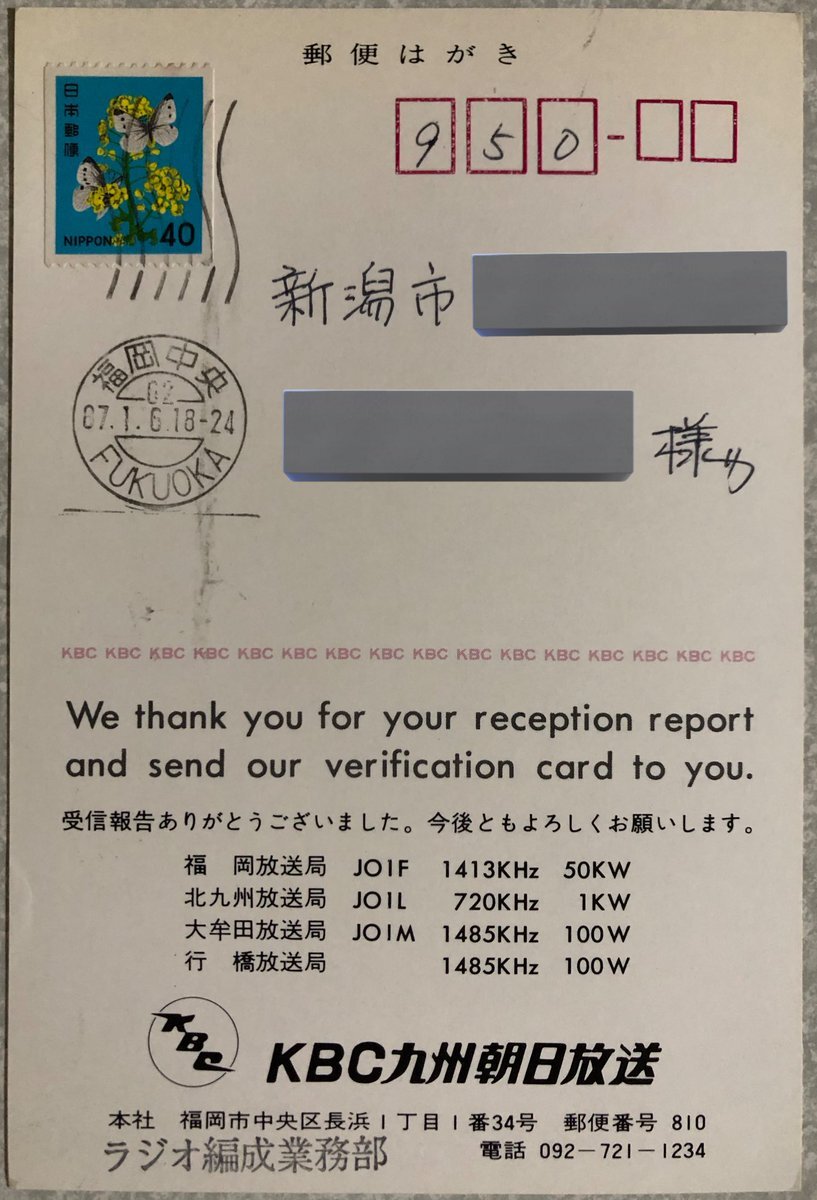 郵便はがき
日本郵便
NIPPON 40
950-
新潟市
福岡中央
G2
87.1.6.18-24
FUKUOKA
様
KBC KBC KBC KBC KBC KBC KBC KBC KBC KBC KBC KBC KBC KBC KBC KBC
We thank you for your reception report
and send our verification card to you.
受信報告ありがとうございました。今後ともよろしくお願いします。
福 岡放送局 JOIF 1413KHz 50KW
北九州放送局 JOIL 720KHz 1KW
大牟田放送局 JOIM 1485KHz 100W
行 橋放送局 1485KHz 100W
KBC
KBC九州朝日放送
本社 福岡市中央区長浜1丁目1番34号 郵便番号 810
ラジオ編成業務部 電話 092-721-1234